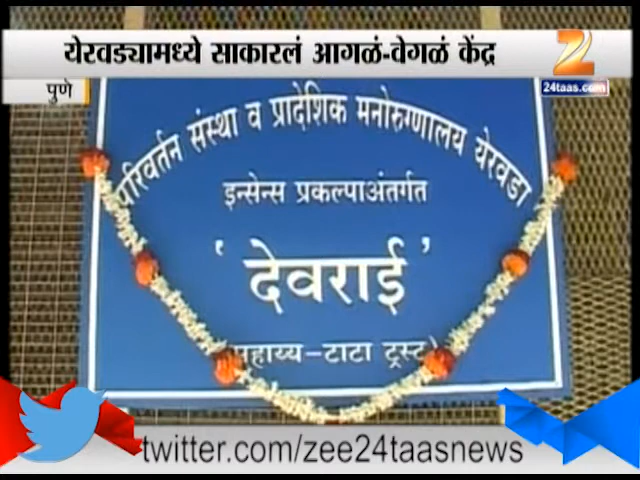 येरवड्यामध्ये साकारलं आगळं-वेगळं केंद्र
पुणे
24taas.com
परिवर्तन संस्था व प्रादेशिक मनोरुग्णालय येरवडा
इन्सेन्स प्रकल्पाअंतर्गत
'देवराई'
(सहाय्य-टाटा ट्रस्ट)
twitter.com/zee24taasnews